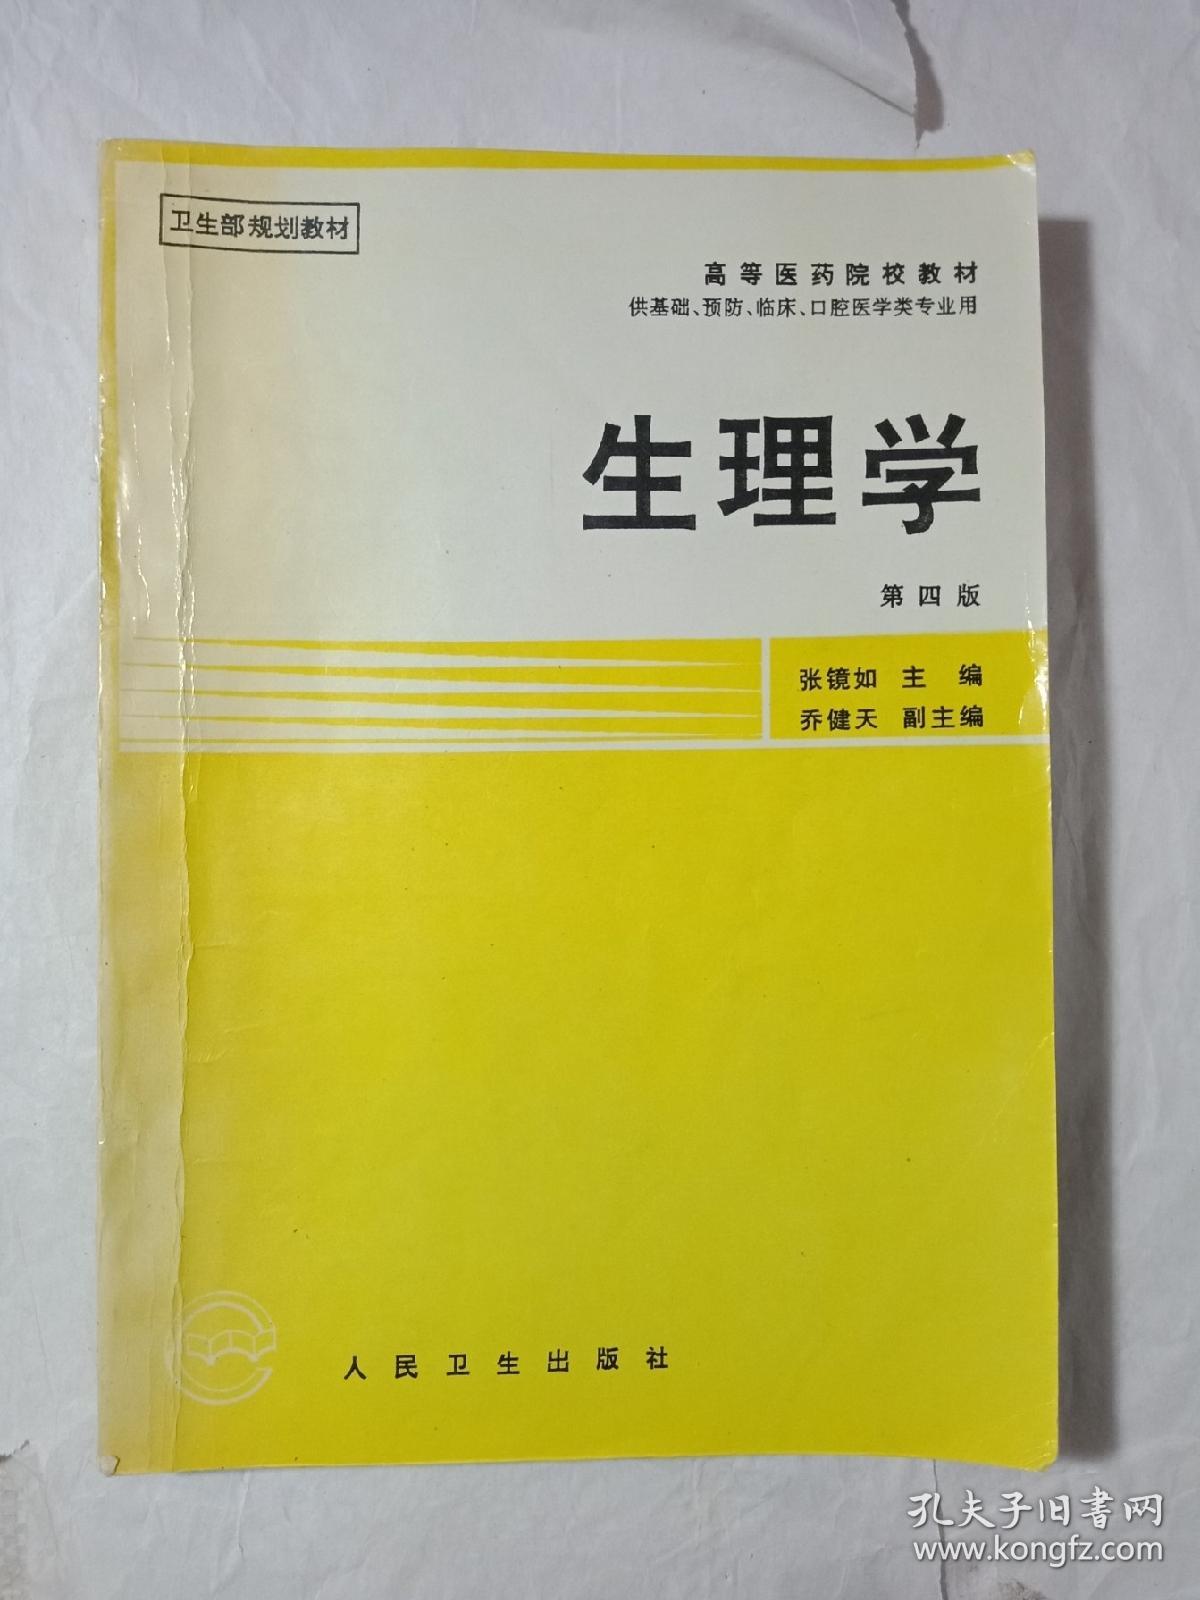 卫生部规划教材
高等医药院校教材
供基础、预防、临床、口腔医学类专业用
生理学
第四版
张镜如 主编
乔健天 副主编
人民卫生出版社
孔夫子旧书网
www.kongfz.com